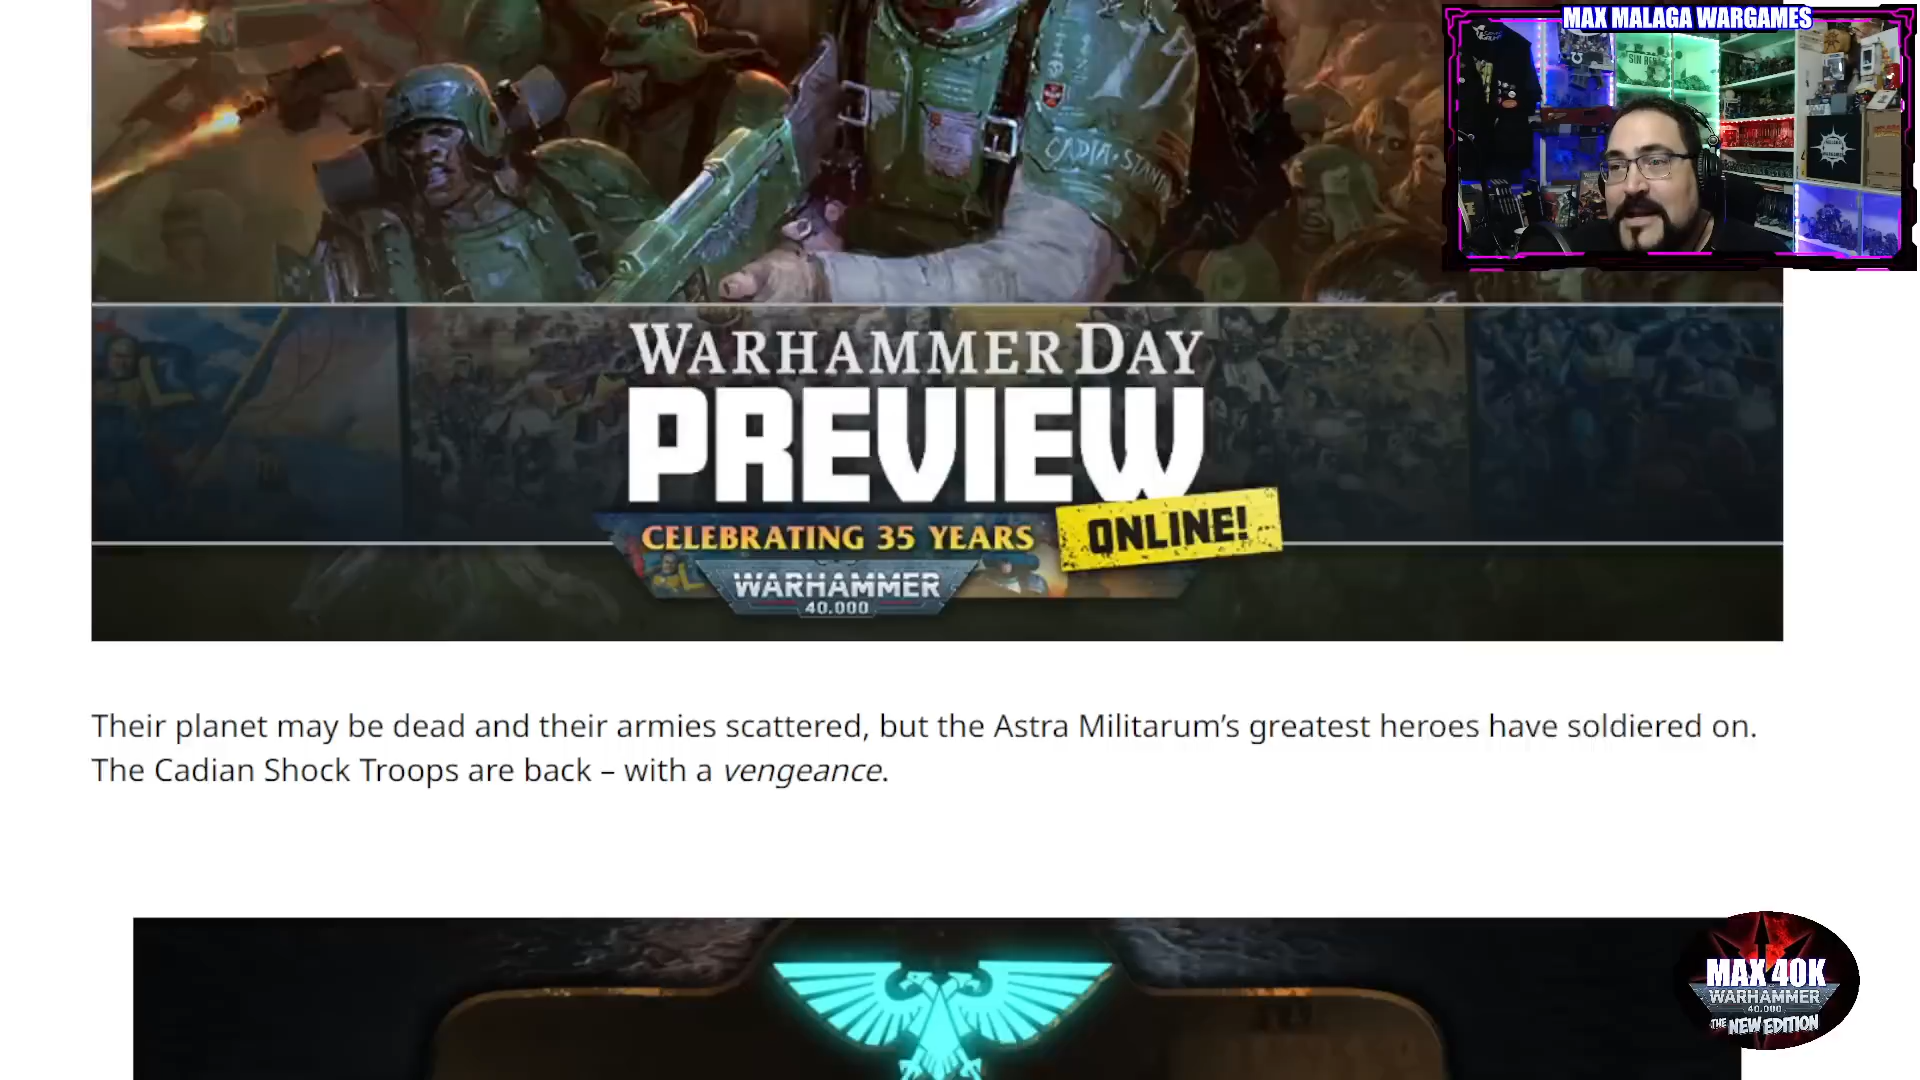 MAX MALAGA WARGAMES
CADIA STAN
WARHAMMER DAY
PREVIEW
ONLINE!
CELEBRATING 35 YEARS
WARHAMMER
40.000
Their planet may be dead and their armies scattered, but the Astra Militarum’s greatest heroes have soldiered on.
The Cadian Shock Troops are back – with a vengeance.
MAX 40K
WARHAMMER
40.000
THE NEW EDITION